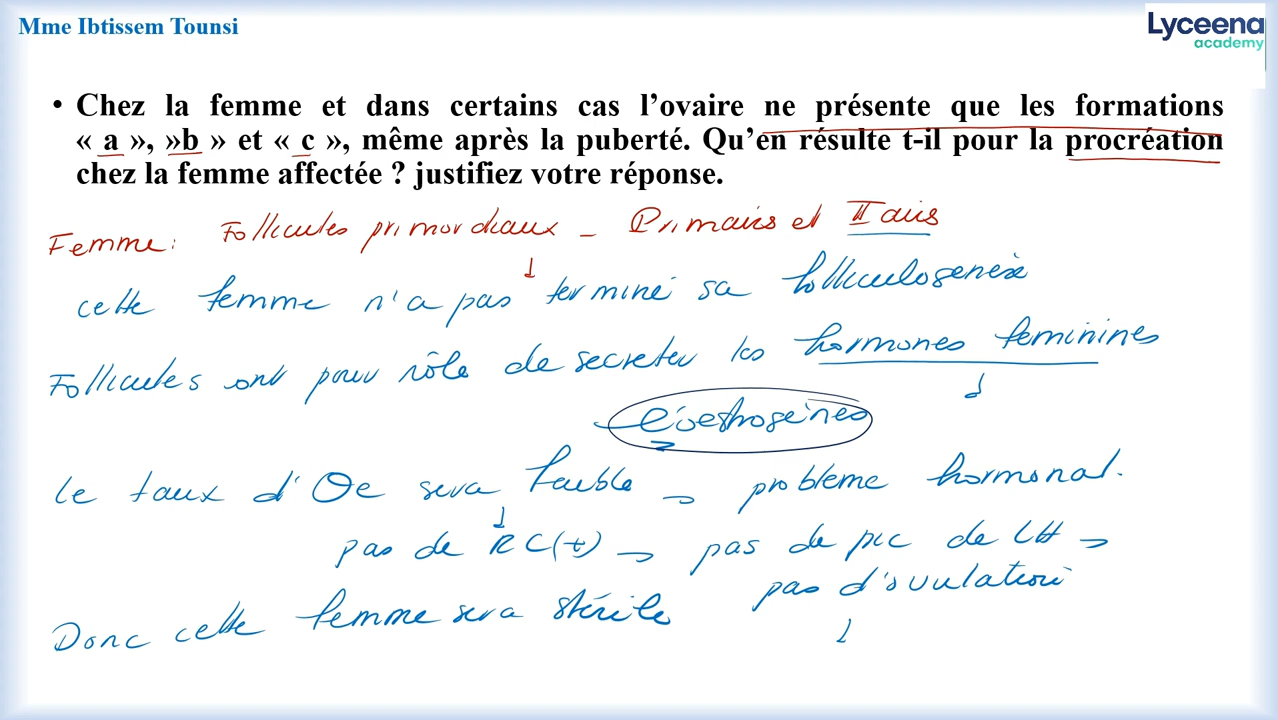 Mme Ibtissem Tounsi
Lyceena
academy
• Chez la femme et dans certains cas l’ovaire ne présente que les formations
« a », »b » et « c », même après la puberté. Qu’en résulte t-il pour la procréation
chez la femme affectée ? justifiez votre réponse.
Femme : Follicules primordiaux - Primaires et IIaires
cette femme n'a pas terminé sa folliculogenèse
Follicules ont pour rôle de secreter les hormones feminines
le taux d' Oe sera faible → probleme hormonal.
pas de RC(+) → pas de pic de LH →
pas d'ovulation
Donc cette femme sera stérile